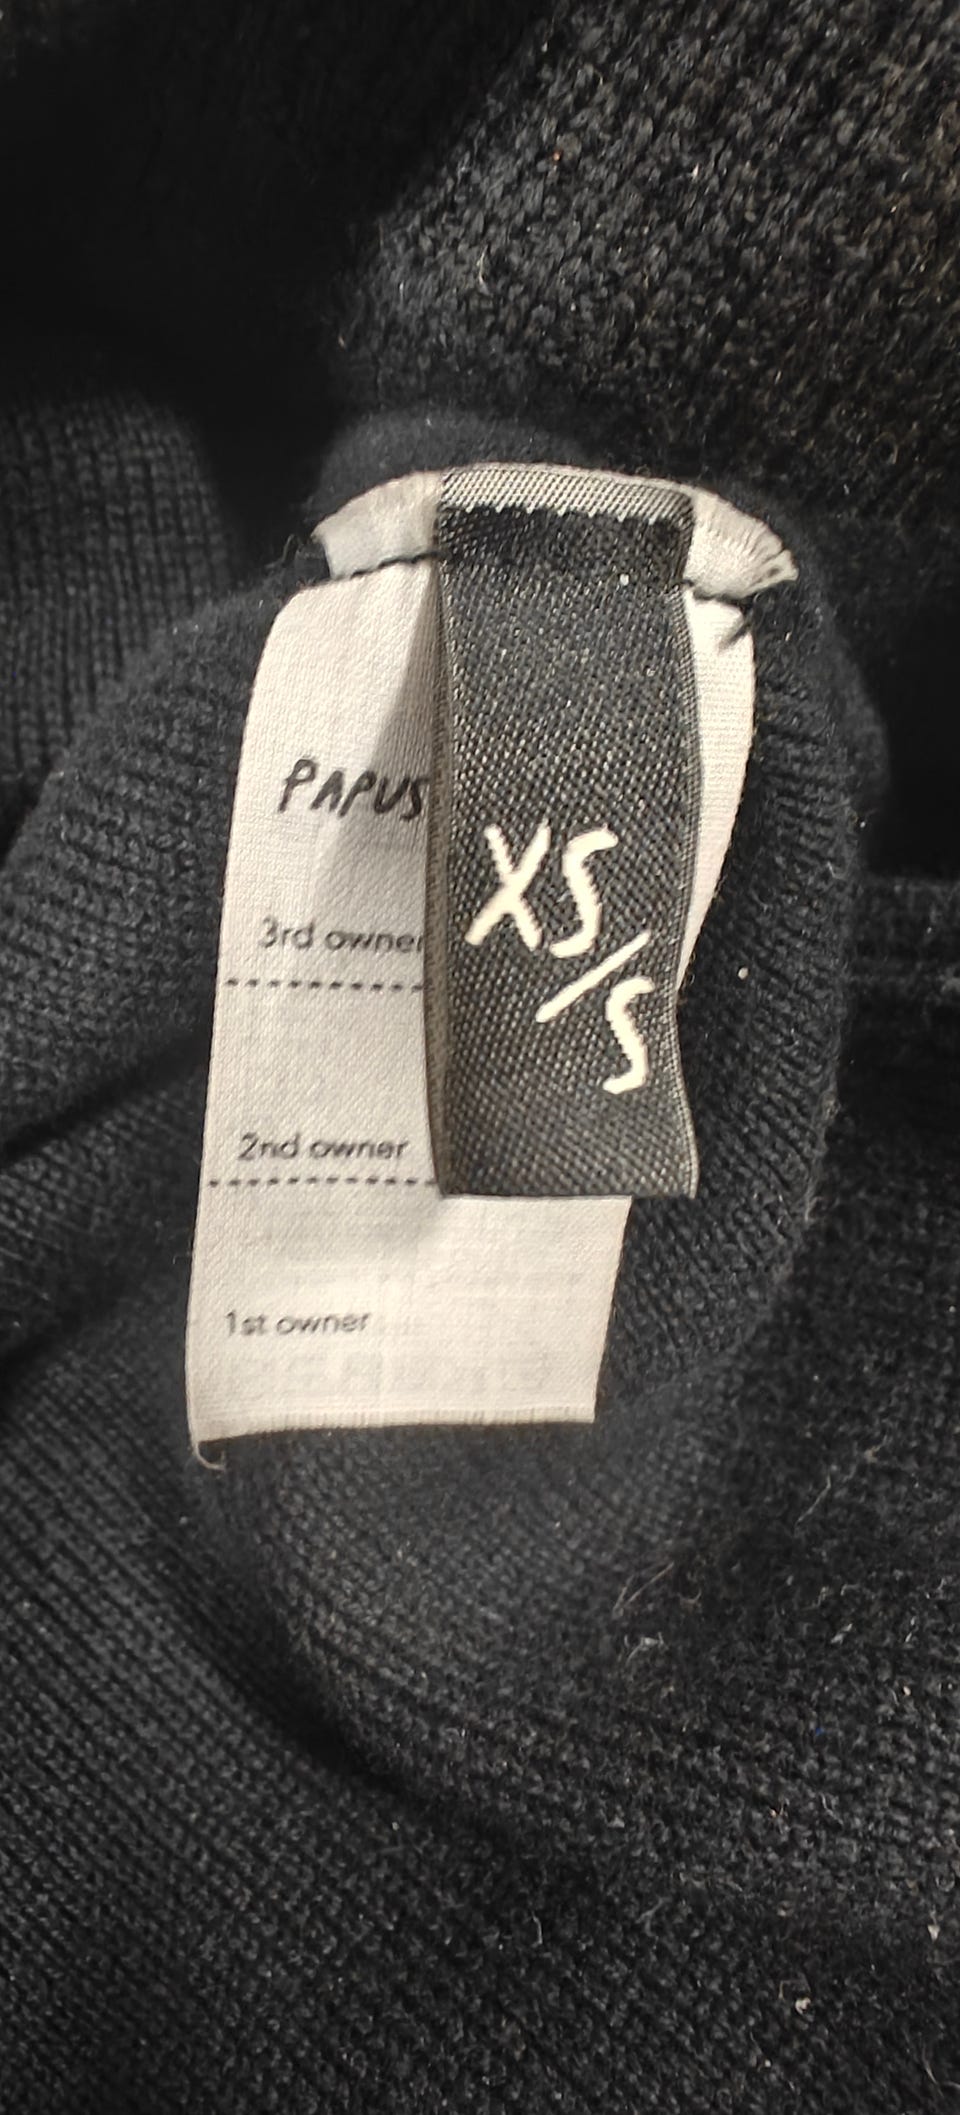 PAPUS
XS/S
3rd owner
2nd owner
1st owner